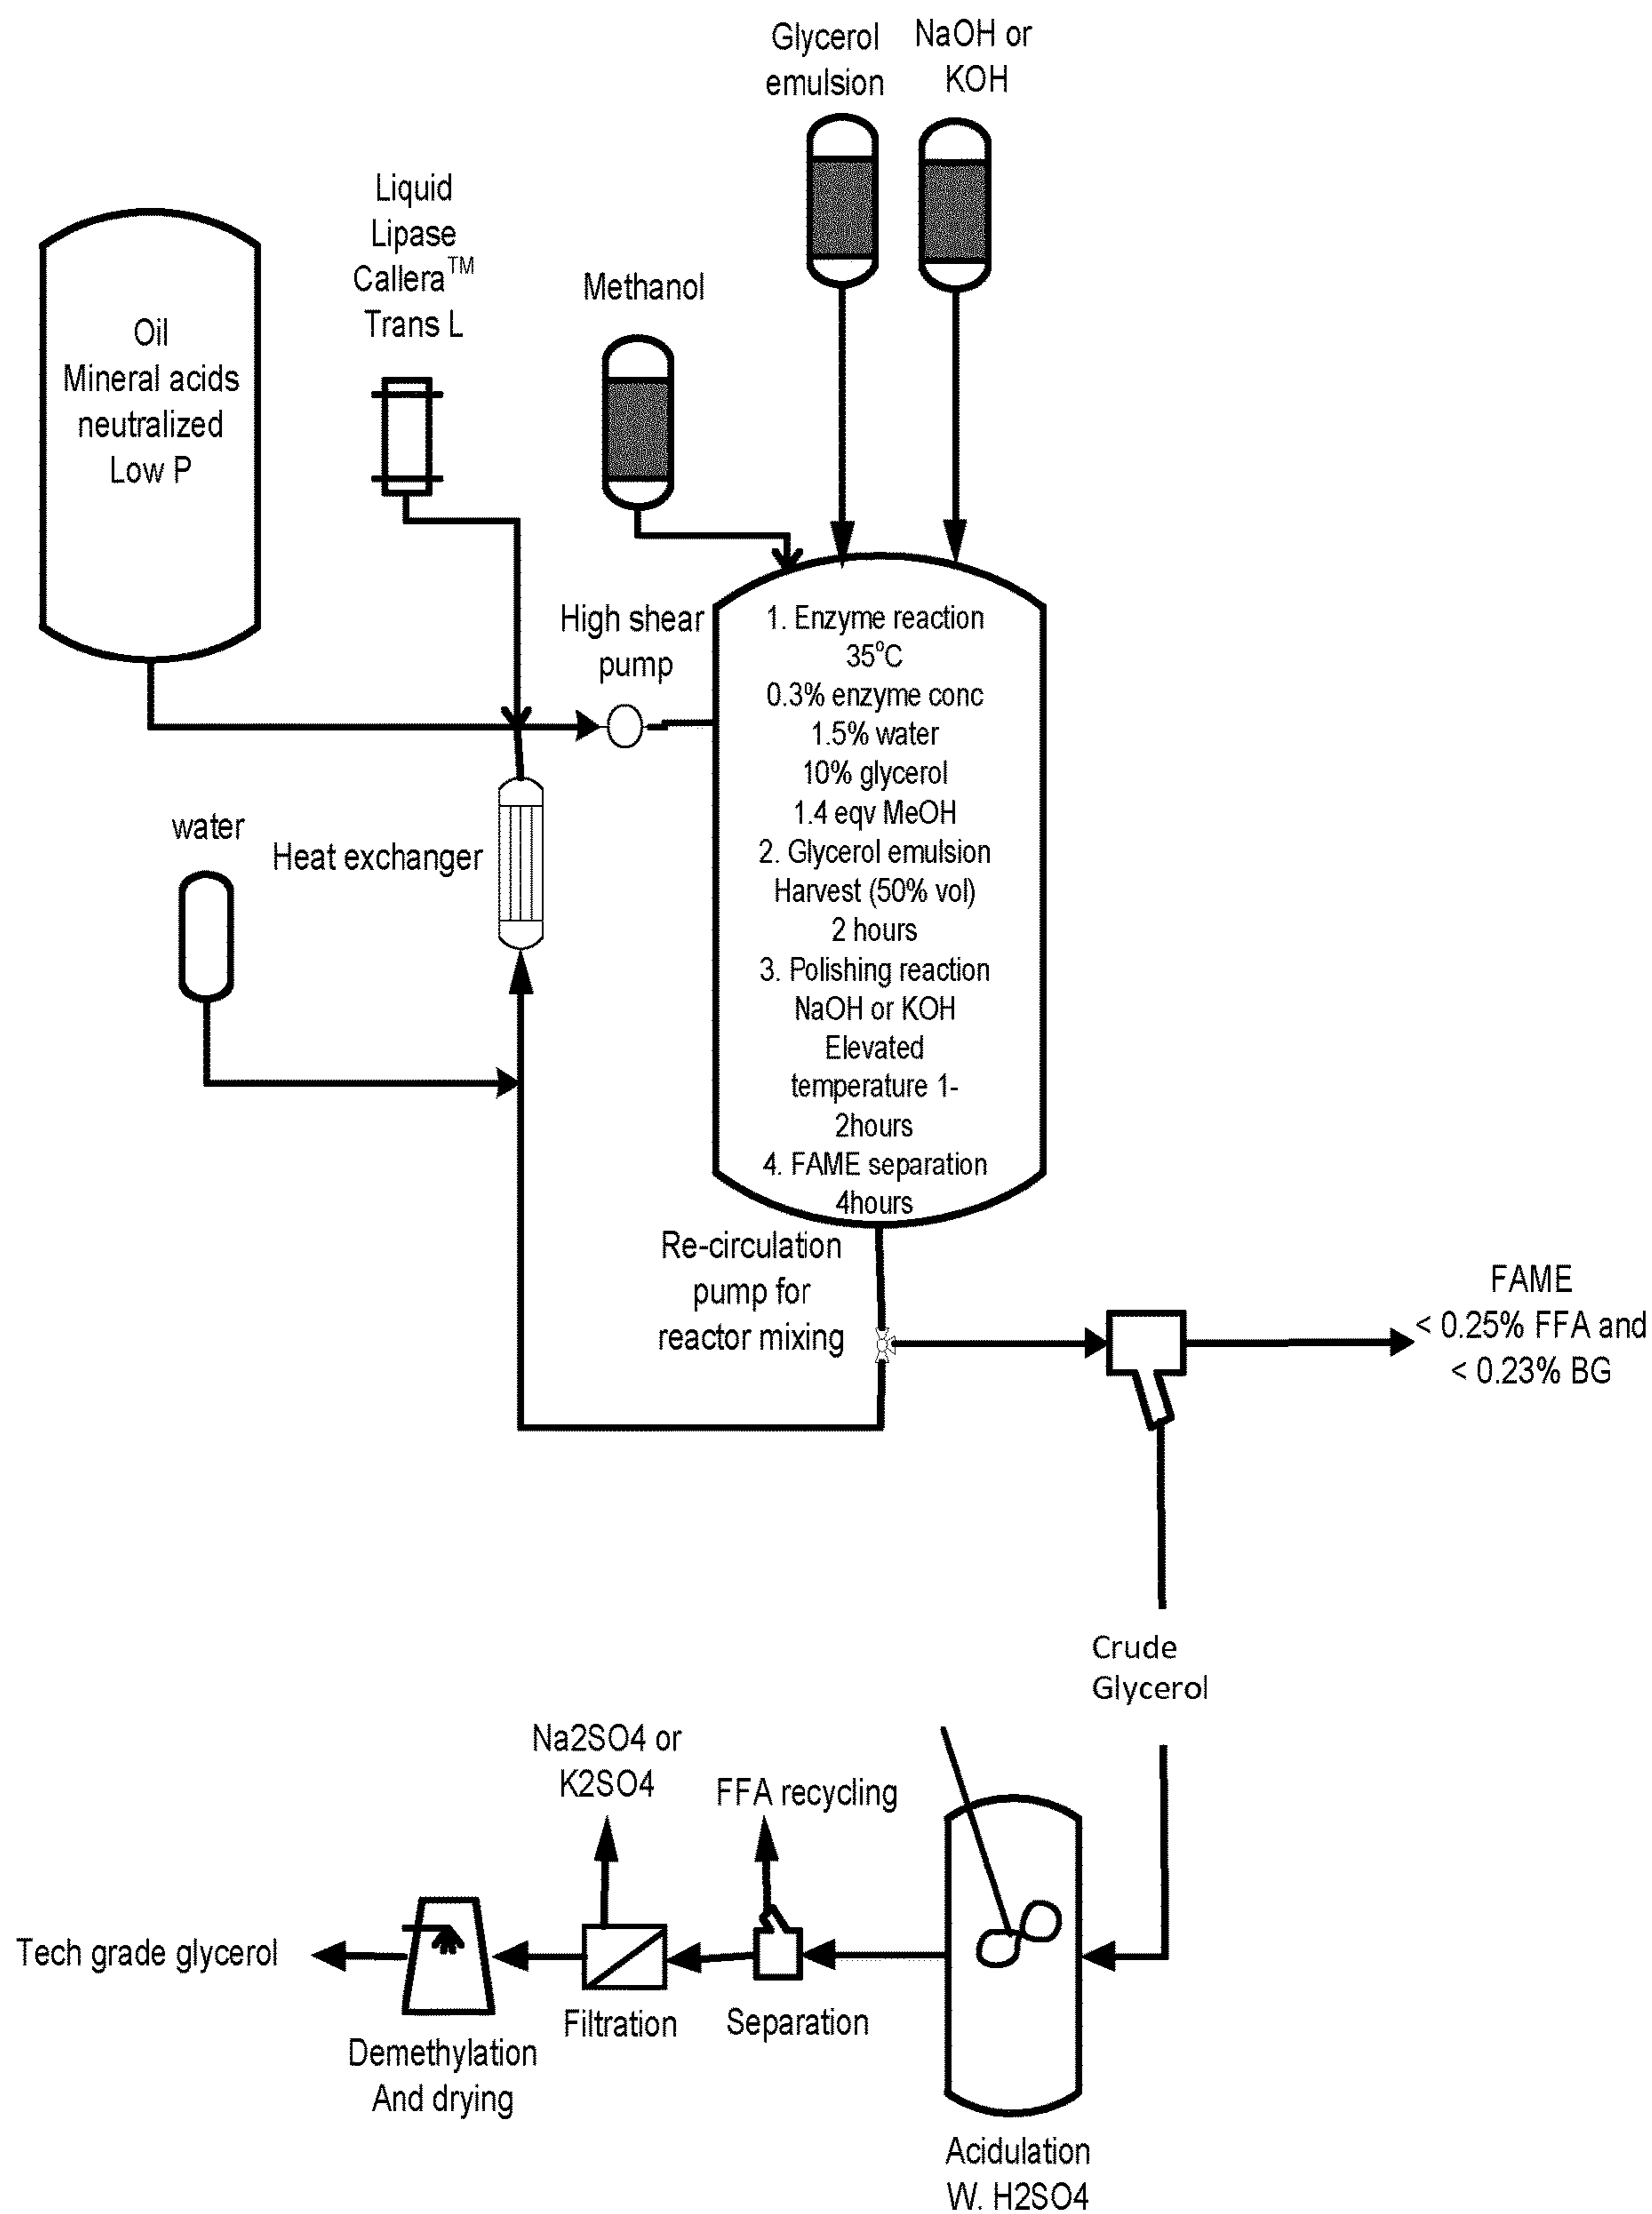 Glycerol
emulsion
NaOH or
KOH
Liquid
Lipase
Callera™
Trans L
Methanol
Oil
Mineral acids
neutralized
Low P
High shear
pump
1. Enzyme reaction
35°C
0.3% enzyme conc
1.5% water
10% glycerol
1.4 eqv MeOH
2. Glycerol emulsion
Harvest (50% vol)
2 hours
3. Polishing reaction
NaOH or KOH
Elevated
temperature 1-
2hours
4. FAME separation
4hours
water
Heat exchanger
Re-circulation
pump for
reactor mixing
FAME
< 0.25% FFA and
< 0.23% BG
Crude
Glycerol
Na2SO4 or
K2SO4
FFA recycling
Tech grade glycerol
Filtration
Separation
Demethylation
And drying
Acidulation
W. H2SO4